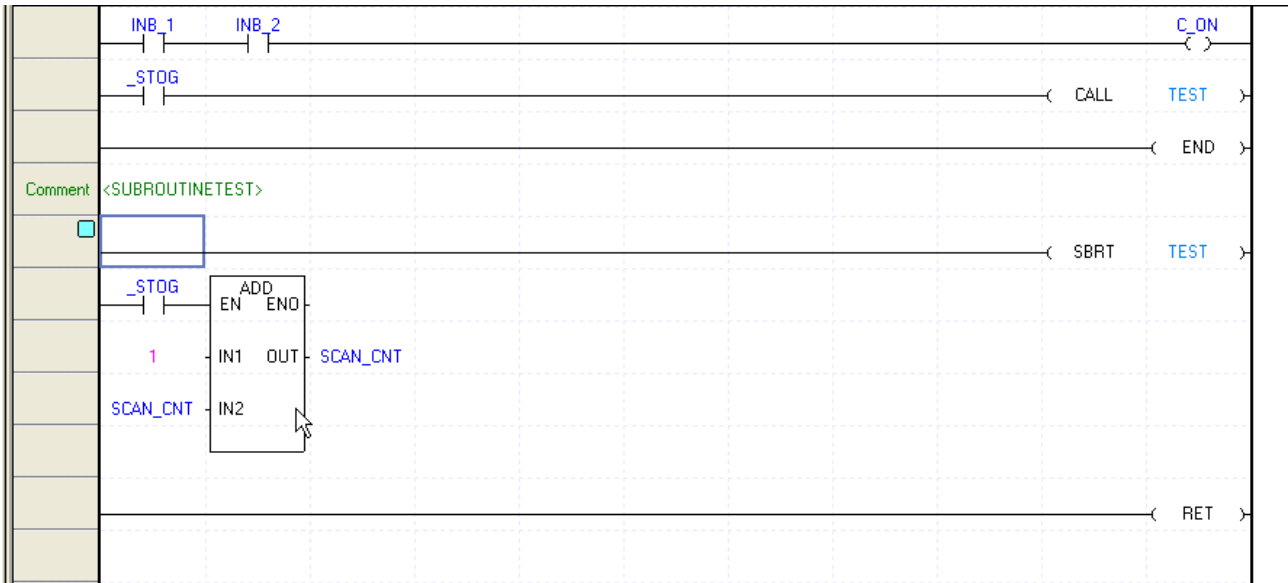 INB_1 INB_2 C_ON
_STOG CALL TEST
END
Comment <SUBROUTINETEST>
SBRT TEST
_STOG ADD
EN ENO
1 IN1 OUT SCAN_CNT
SCAN_CNT IN2
RET